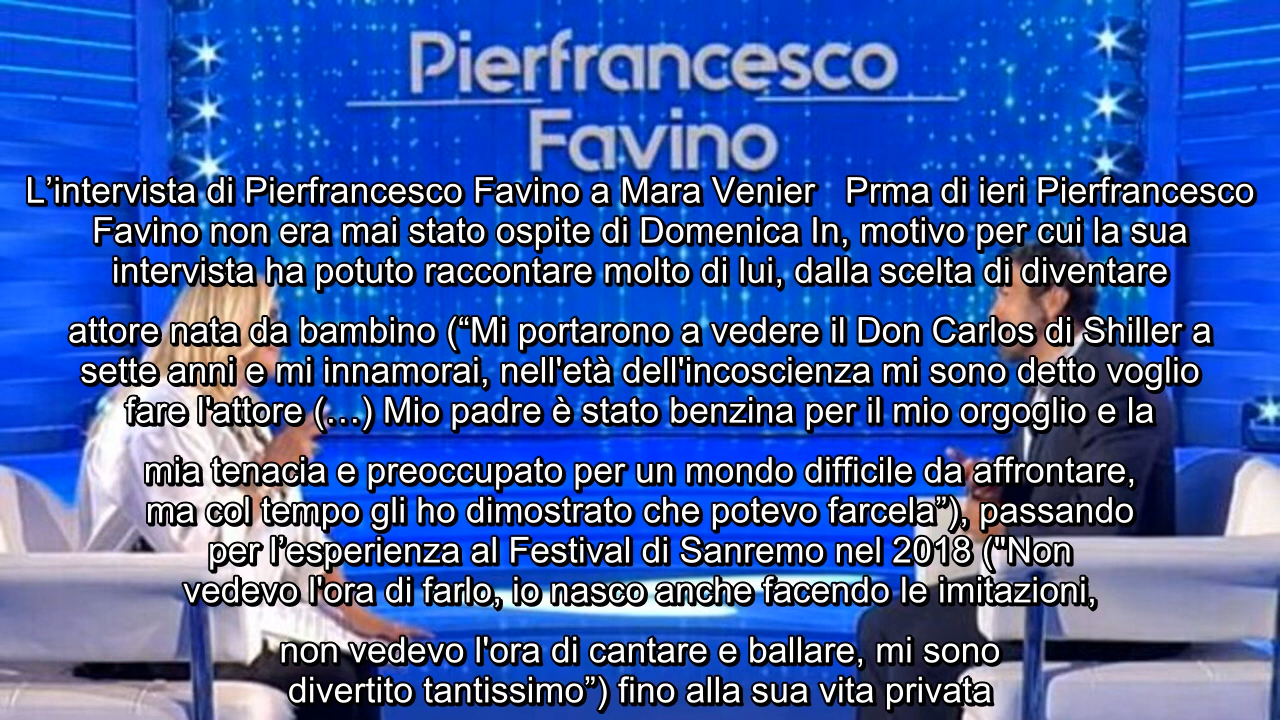 Pierfrancesco
Favino
L’intervista di Pierfrancesco Favino a Mara Venier   Prma di ieri Pierfrancesco
Favino non era mai stato ospite di Domenica In, motivo per cui la sua
intervista ha potuto raccontare molto di lui, dalla scelta di diventare
attore nata da bambino (“Mi portarono a vedere il Don Carlos di Shiller a
sette anni e mi innamorai, nell'età dell'incoscienza mi sono detto voglio
fare l'attore (…) Mio padre è stato benzina per il mio orgoglio e la
mia tenacia e preoccupato per un mondo difficile da affrontare,
ma col tempo gli ho dimostrato che potevo farcela”), passando
per l’esperienza al Festival di Sanremo nel 2018 ("Non
vedevo l'ora di farlo, io nasco anche facendo le imitazioni,
non vedevo l'ora di cantare e ballare, mi sono
divertito tantissimo”) fino alla sua vita privata